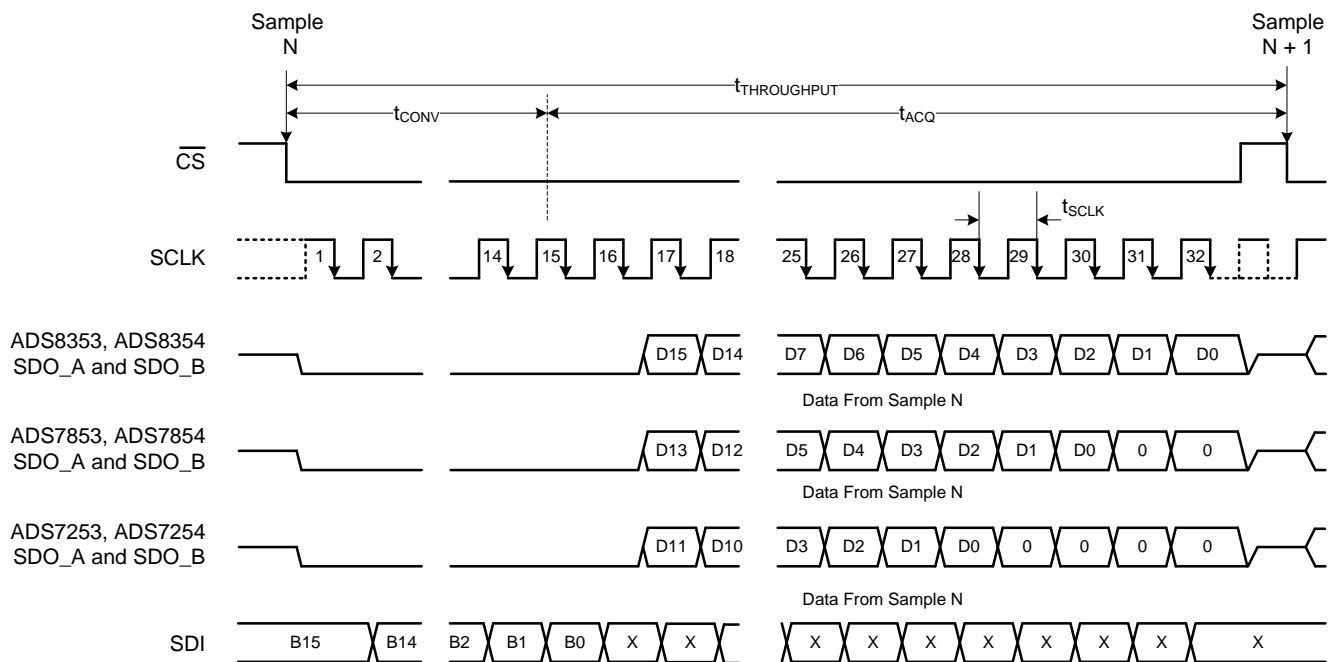 Sample
N
Sample
N + 1
tTHROUGHPUT
tCONV
tACQ
CS
tSCLK
SCLK
1 2 14 15 16 17 18 25 26 27 28 29 30 31 32
ADS8353, ADS8354
SDO_A and SDO_B
D15 D14 D7 D6 D5 D4 D3 D2 D1 D0
Data From Sample N
ADS7853, ADS7854
SDO_A and SDO_B
D13 D12 D5 D4 D3 D2 D1 D0 0 0
Data From Sample N
ADS7253, ADS7254
SDO_A and SDO_B
D11 D10 D3 D2 D1 D0 0 0 0 0
Data From Sample N
SDI
B15 B14 B2 B1 B0 X X X X X X X X X X